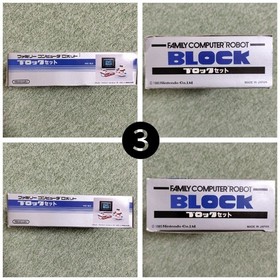 ファミリー コンピュータ ロボット
ブロックセット
Nintendo
FAMILY COMPUTER ROBOT
BLOCK
ブロックセット
©1985 Nintendo Co.,Ltd.
MADE IN JAPAN
3
ファミリー コンピュータ ロボット
ブロックセット
Nintendo
FAMILY COMPUTER ROBOT
BLOCK
ブロックセット
©1985 Nintendo Co.,Ltd.
MADE IN JAPAN